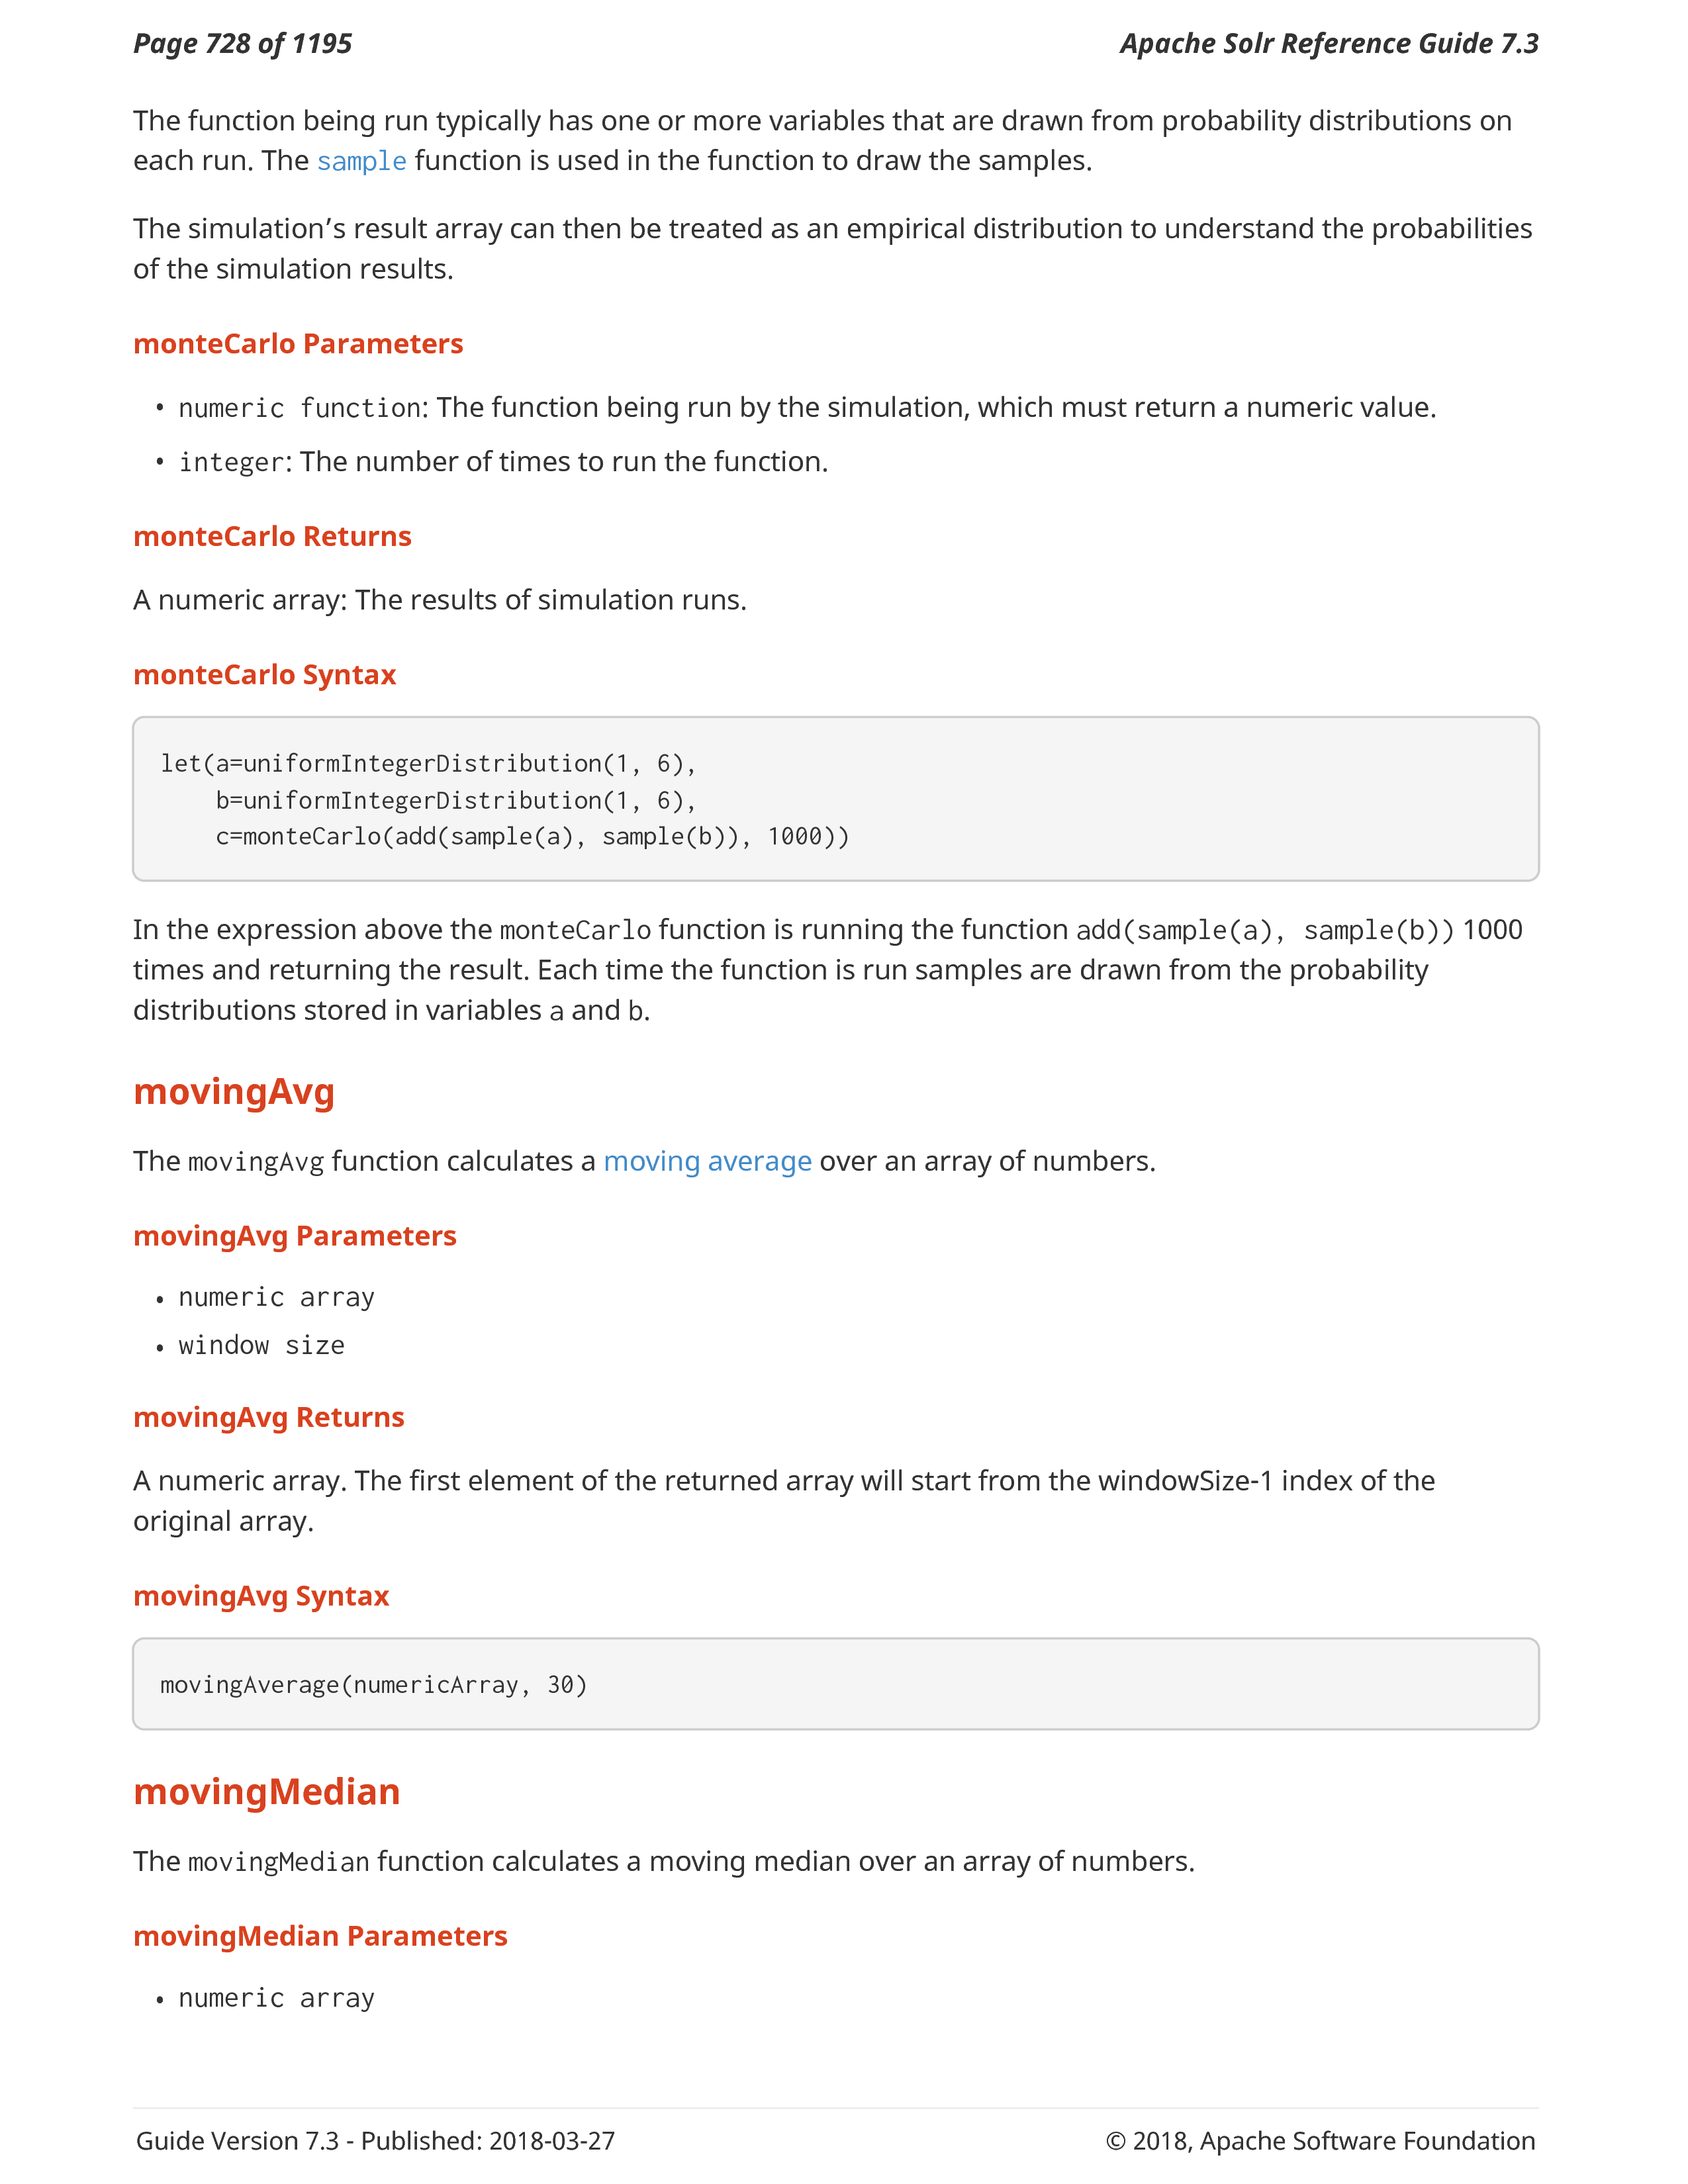 Page 728 of 1195
Apache Solr Reference Guide 7.3
The function being run typically has one or more variables that are drawn from probability distributions on
each run. The sample function is used in the function to draw the samples.
The simulation’s result array can then be treated as an empirical distribution to understand the probabilities
of the simulation results.
monteCarlo Parameters
• numeric function: The function being run by the simulation, which must return a numeric value.
• integer: The number of times to run the function.
monteCarlo Returns
A numeric array: The results of simulation runs.
monteCarlo Syntax
let(a=uniformIntegerDistribution(1, 6),
    b=uniformIntegerDistribution(1, 6),
    c=monteCarlo(add(sample(a), sample(b)), 1000))
In the expression above the monteCarlo function is running the function add(sample(a), sample(b)) 1000
times and returning the result. Each time the function is run samples are drawn from the probability
distributions stored in variables a and b.
movingAvg
The movingAvg function calculates a moving average over an array of numbers.
movingAvg Parameters
• numeric array
• window size
movingAvg Returns
A numeric array. The first element of the returned array will start from the windowSize-1 index of the
original array.
movingAvg Syntax
movingAverage(numericArray, 30)
movingMedian
The movingMedian function calculates a moving median over an array of numbers.
movingMedian Parameters
• numeric array
Guide Version 7.3 - Published: 2018-03-27
© 2018, Apache Software Foundation